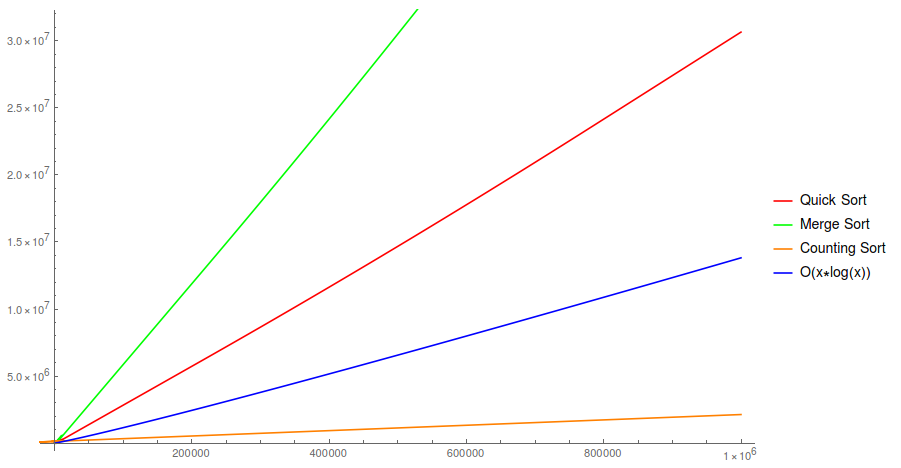 3.0×10^7
2.5×10^7
2.0×10^7
1.5×10^7
1.0×10^7
5.0×10^6
200000 400000 600000 800000 1×10^6
Quick Sort
Merge Sort
Counting Sort
O(x*log(x))